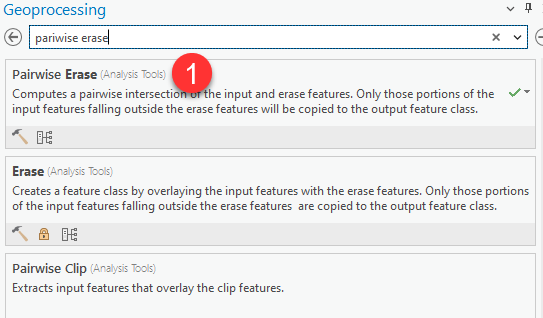 Geoprocessing
pariwise erase
Pairwise Erase (Analysis Tools)
1
Computes a pairwise intersection of the input and erase features. Only those portions of the
input features falling outside the erase features will be copied to the output feature class.
Erase (Analysis Tools)
Creates a feature class by overlaying the input features with the erase features. Only those portions
of the input features falling outside the erase features are copied to the output feature class.
Pairwise Clip (Analysis Tools)
Extracts input features that overlay the clip features.